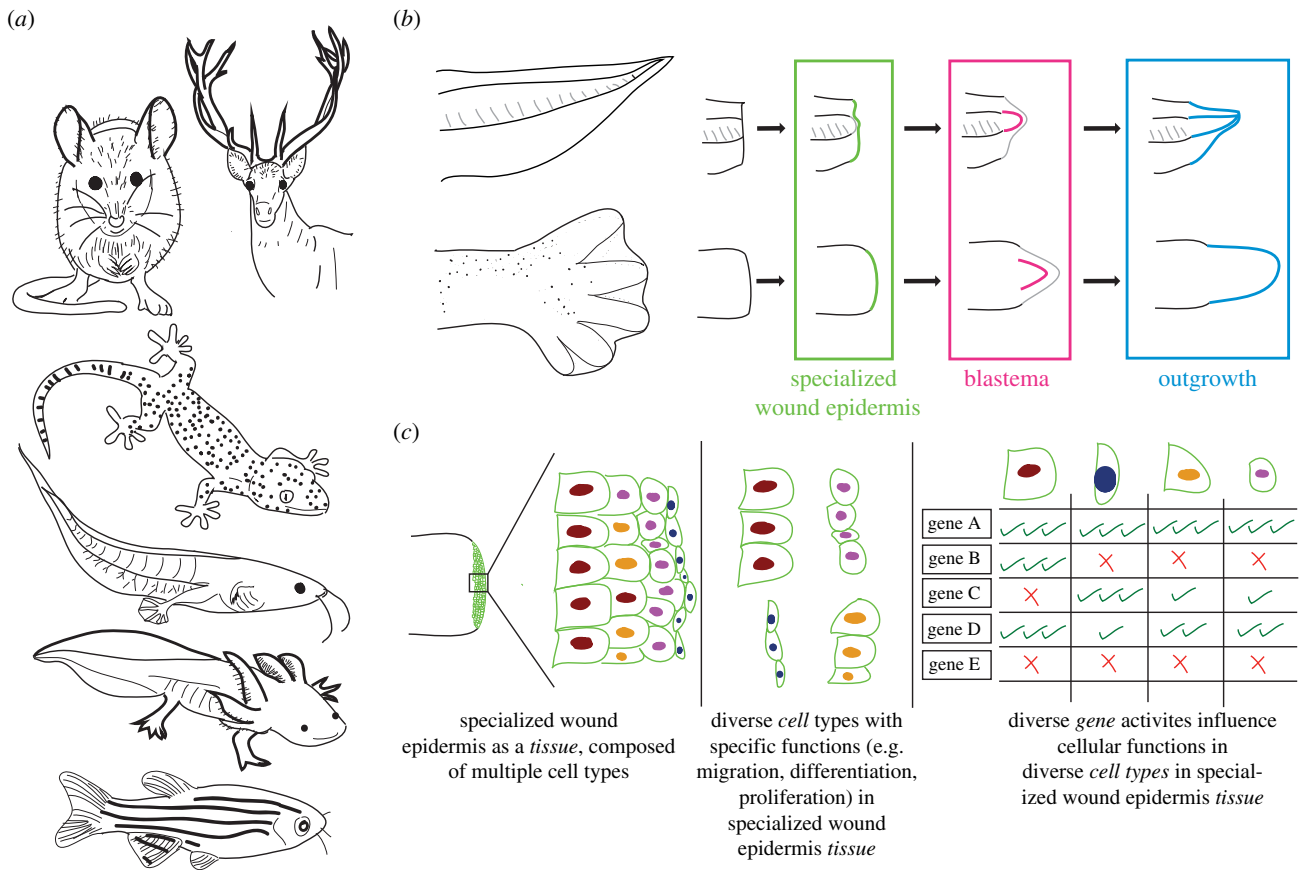 (a)
(b)
specialized
wound epidermis
blastema
outgrowth
(c)
gene A
gene B
gene C
gene D
gene E
specialized wound
epidermis as a tissue, composed
of multiple cell types
diverse cell types with
specific functions (e.g.
migration, differentiation,
proliferation) in
specialized wound
epidermis tissue
diverse gene activites influence
cellular functions in
diverse cell types in special-
ized wound epidermis tissue